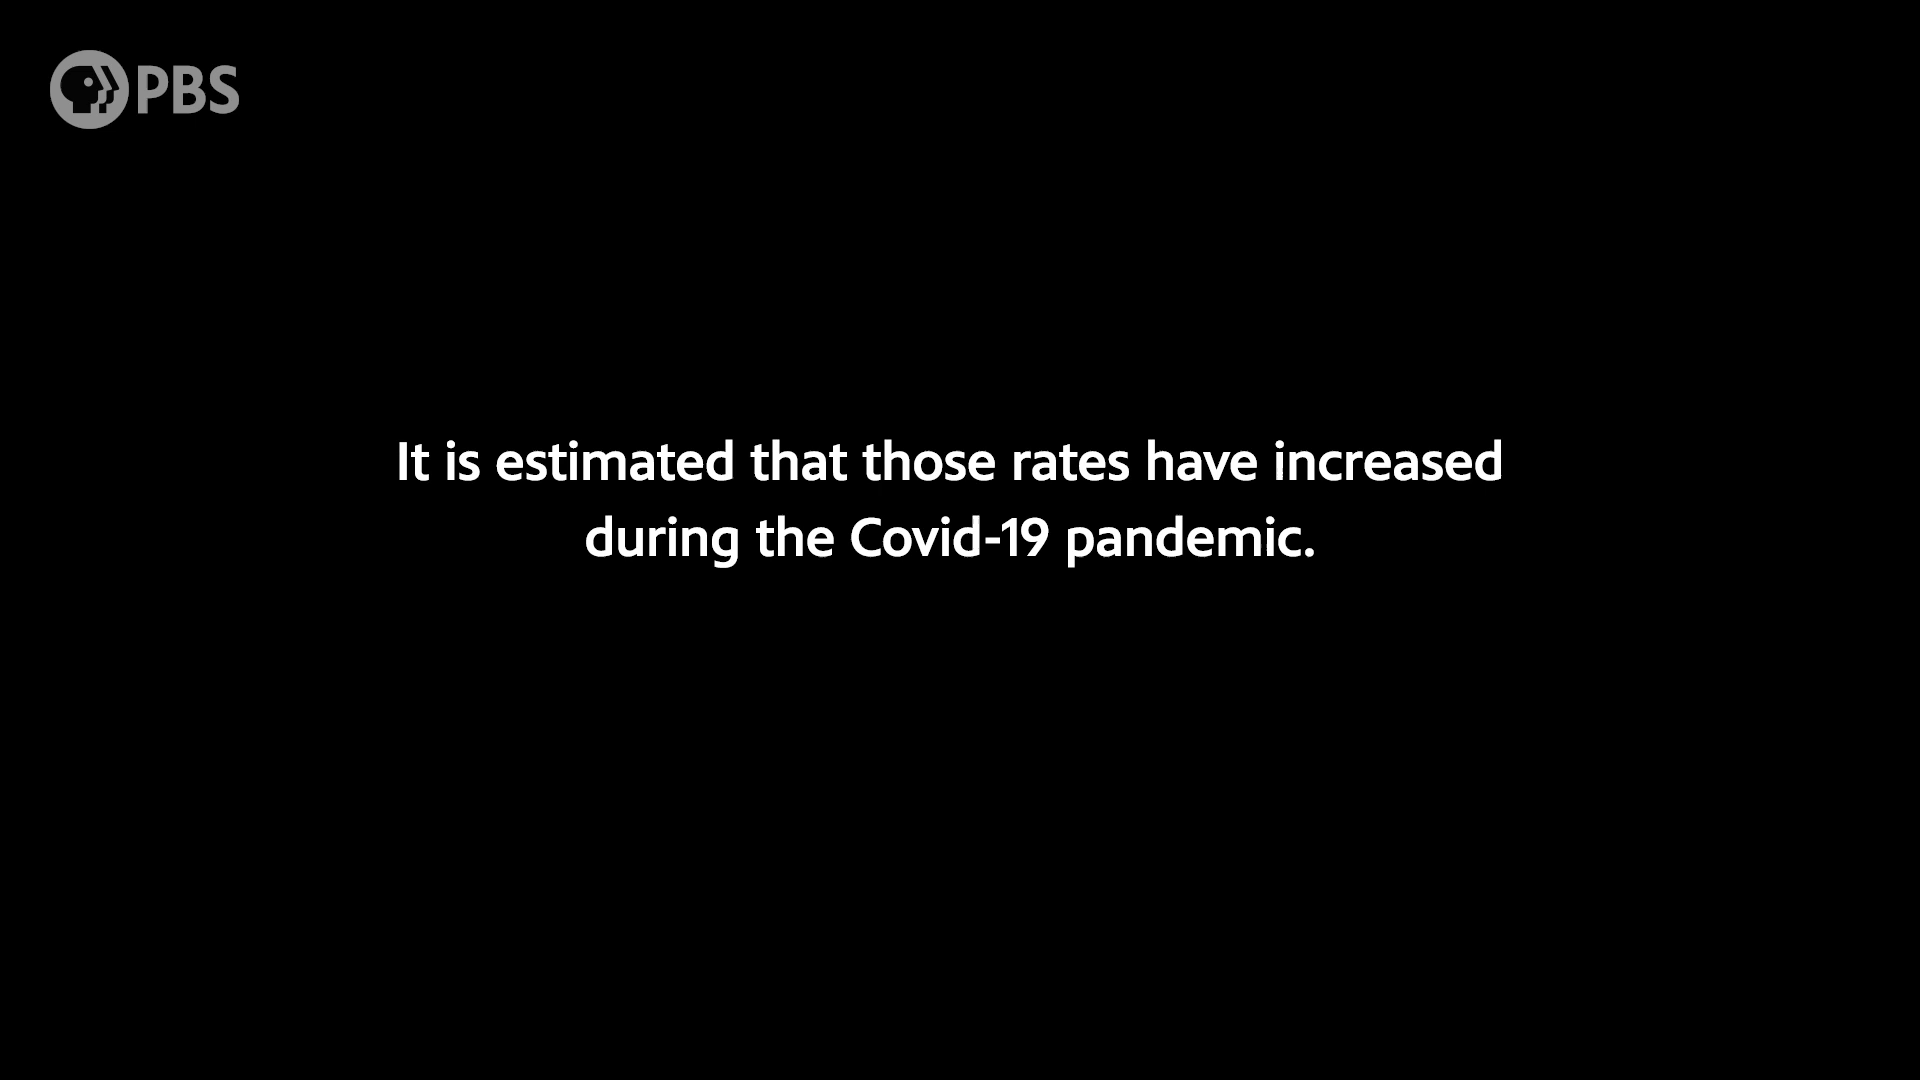 PBS
It is estimated that those rates have increased
during the Covid-19 pandemic.